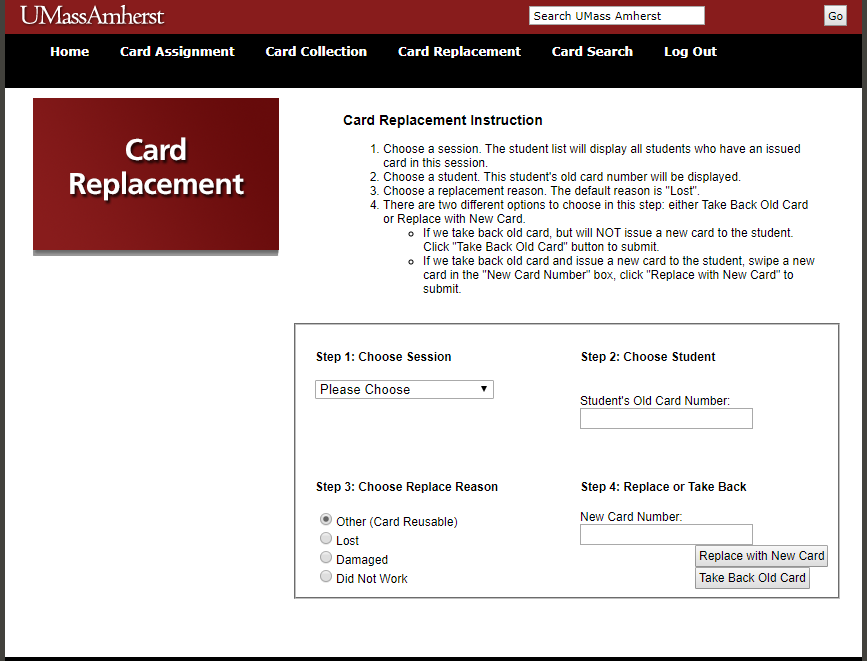 UMassAmherst
Search UMass Amherst
Go
Home Card Assignment Card Collection Card Replacement Card Search Log Out
Card
Replacement
Card Replacement Instruction
1. Choose a session. The student list will display all students who have an issued
card in this session.
2. Choose a student. This student's old card number will be displayed.
3. Choose a replacement reason. The default reason is "Lost".
4. There are two different options to choose in this step: either Take Back Old Card
or Replace with New Card.
If we take back old card, but will NOT issue a new card to the student.
Click "Take Back Old Card" button to submit.
If we take back old card and issue a new card to the student, swipe a new
card in the "New Card Number" box, click "Replace with New Card" to
submit.
Step 1: Choose Session
Please Choose
Step 2: Choose Student
Student's Old Card Number:
Step 3: Choose Replace Reason
Other (Card Reusable)
Lost
Damaged
Did Not Work
Step 4: Replace or Take Back
New Card Number:
Replace with New Card
Take Back Old Card